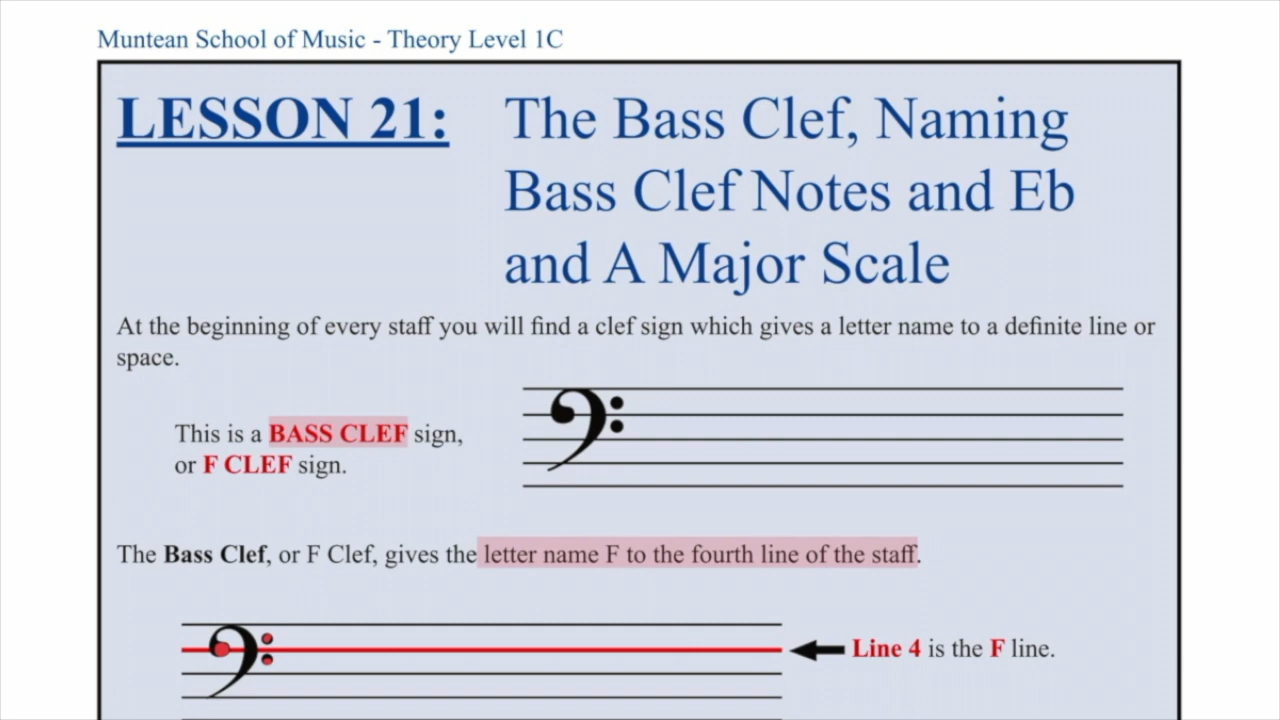 Muntean School of Music - Theory Level 1C
LESSON 21: The Bass Clef, Naming
Bass Clef Notes and Eb
and A Major Scale
At the beginning of every staff you will find a clef sign which gives a letter name to a definite line or
space.
This is a BASS CLEF sign,
or F CLEF sign.
The Bass Clef, or F Clef, gives the letter name F to the fourth line of the staff.
Line 4 is the F line.